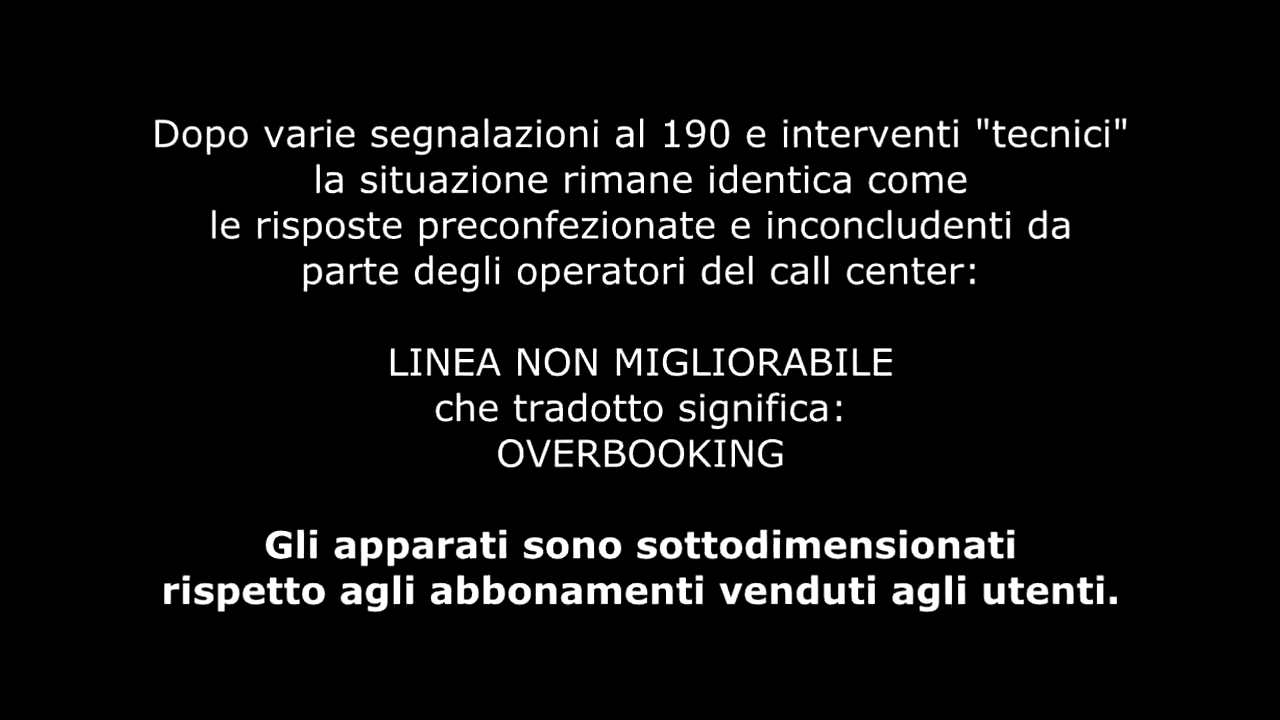 Dopo varie segnalazioni al 190 e interventi "tecnici"
la situazione rimane identica come
le risposte preconfezionate e inconcludenti da
parte degli operatori del call center:
LINEA NON MIGLIORABILE
che tradotto significa:
OVERBOOKING
Gli apparati sono sottodimensionati
rispetto agli abbonamenti venduti agli utenti.